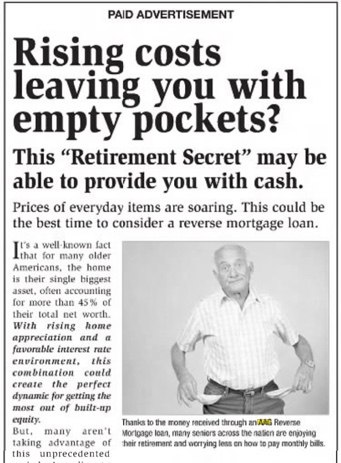 PAID ADVERTISEMENT
Rising costs
leaving you with
empty pockets?
This “Retirement Secret” may be
able to provide you with cash.
Prices of everyday items are soaring. This could be
the best time to consider a reverse mortgage loan.
It's a well-known fact
that for many older
Americans, the home
is their single biggest
asset, often accounting
for more than 45% of
their total net worth.
With rising home
appreciation and a
favorable interest rate
environment, this
combination could
create the perfect
dynamic for getting the
most out of built-up
equity.
But, many aren't
taking advantage of
this unprecedented
Thanks to the money received through an AAG Reverse
Mortgage loan, many seniors across the nation are enjoying
their retirement and worrying less on how to pay monthly bills.